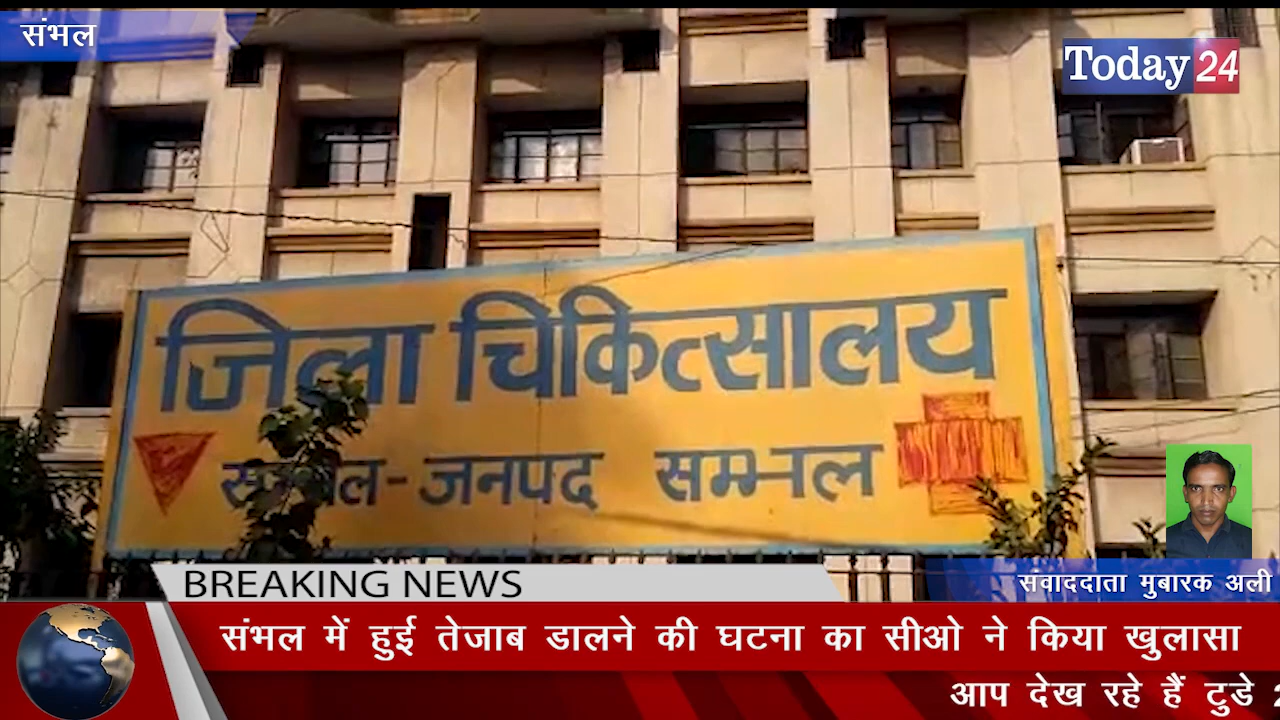 संभल
Today 24
जिला चिकित्सालय
जनपद सम्भल
संवाददाता मुबारक अली
BREAKING NEWS
संभल में हुई तेजाब डालने की घटना का सीओ ने किया खुलासा
आप देख रहे हैं टुडे